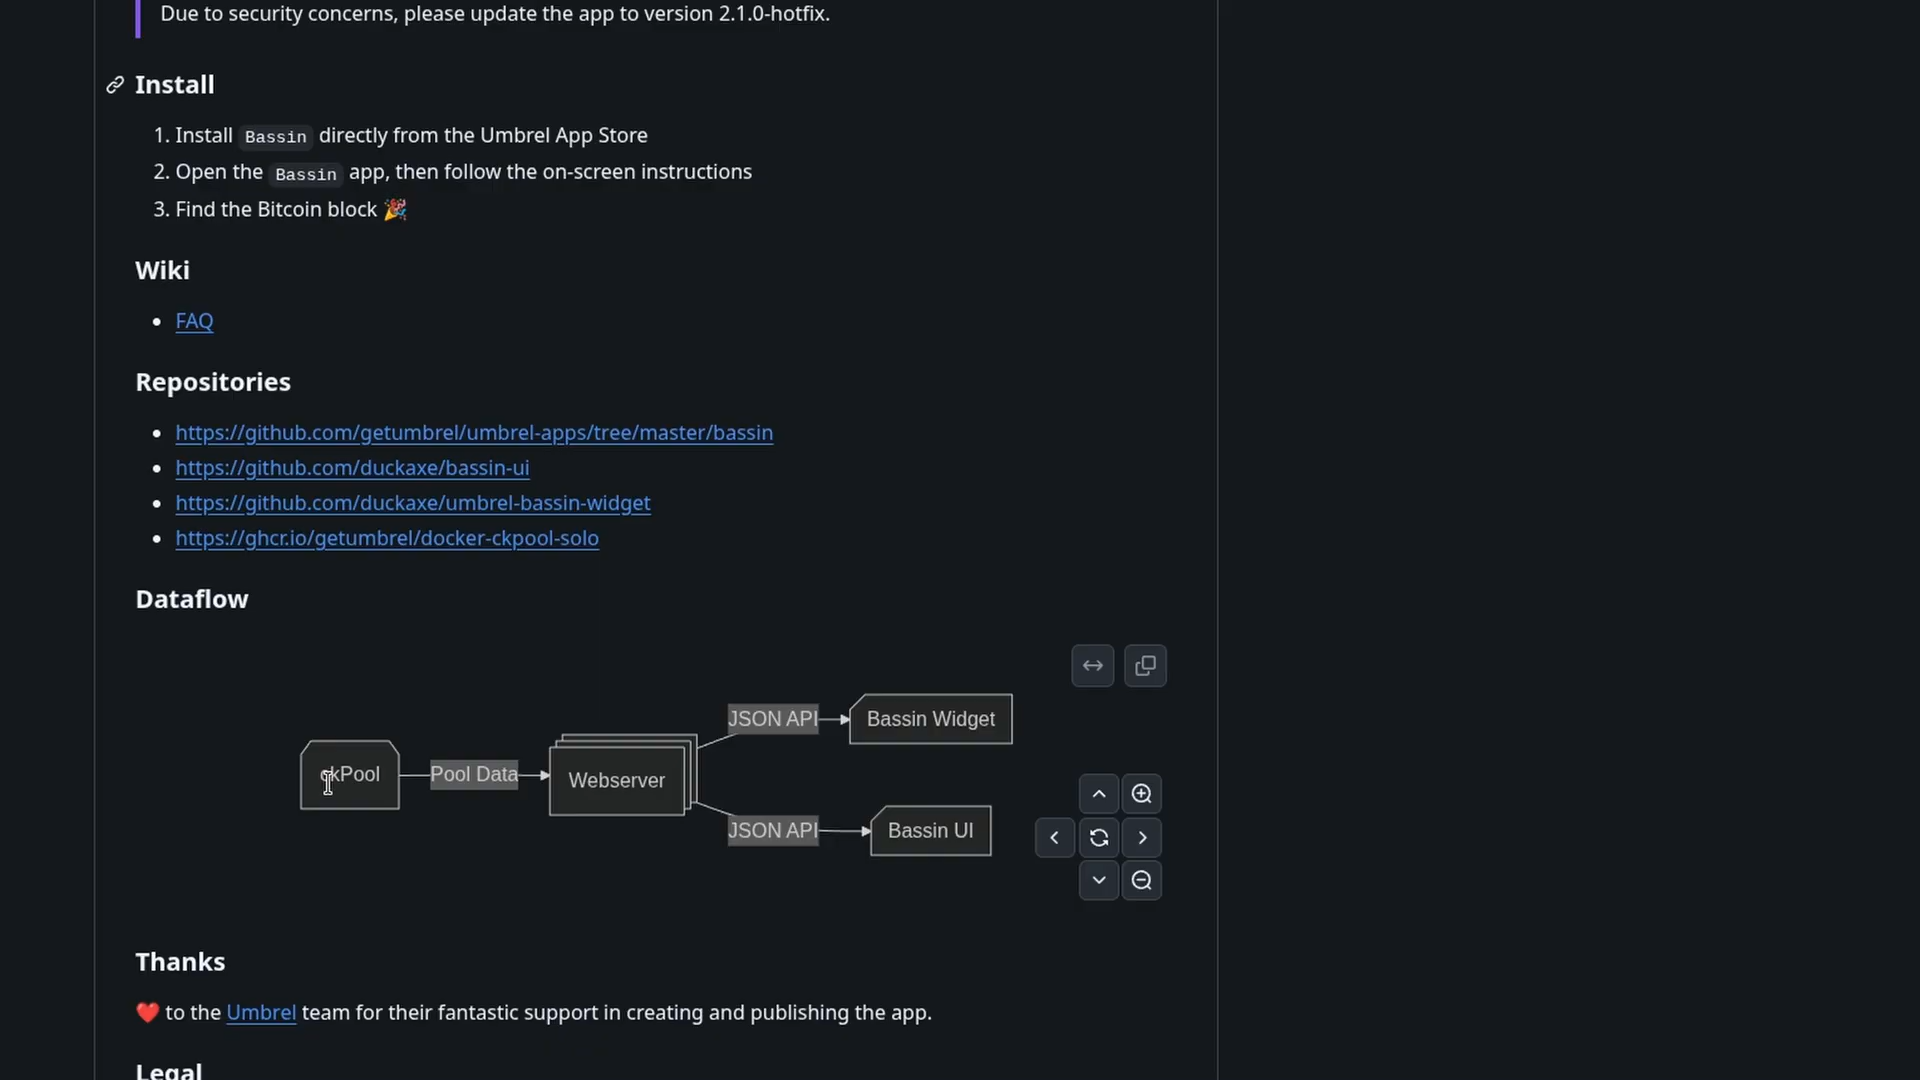 Due to security concerns, please update the app to version 2.1.0-hotfix.
Install
1. Install Bassin directly from the Umbrel App Store
2. Open the Bassin app, then follow the on-screen instructions
3. Find the Bitcoin block 🎉
Wiki
• FAQ
Repositories
• https://github.com/getumbrel/umbrel-apps/tree/master/bassin
• https://github.com/duckaxe/bassin-ui
• https://github.com/duckaxe/umbrel-bassin-widget
• https://ghcr.io/getumbrel/docker-ckpool-solo
Dataflow
JSON API
Bassin Widget
ckPool
Pool Data
Webserver
JSON API
Bassin UI
Thanks
❤️ to the Umbrel team for their fantastic support in creating and publishing the app.
Legal